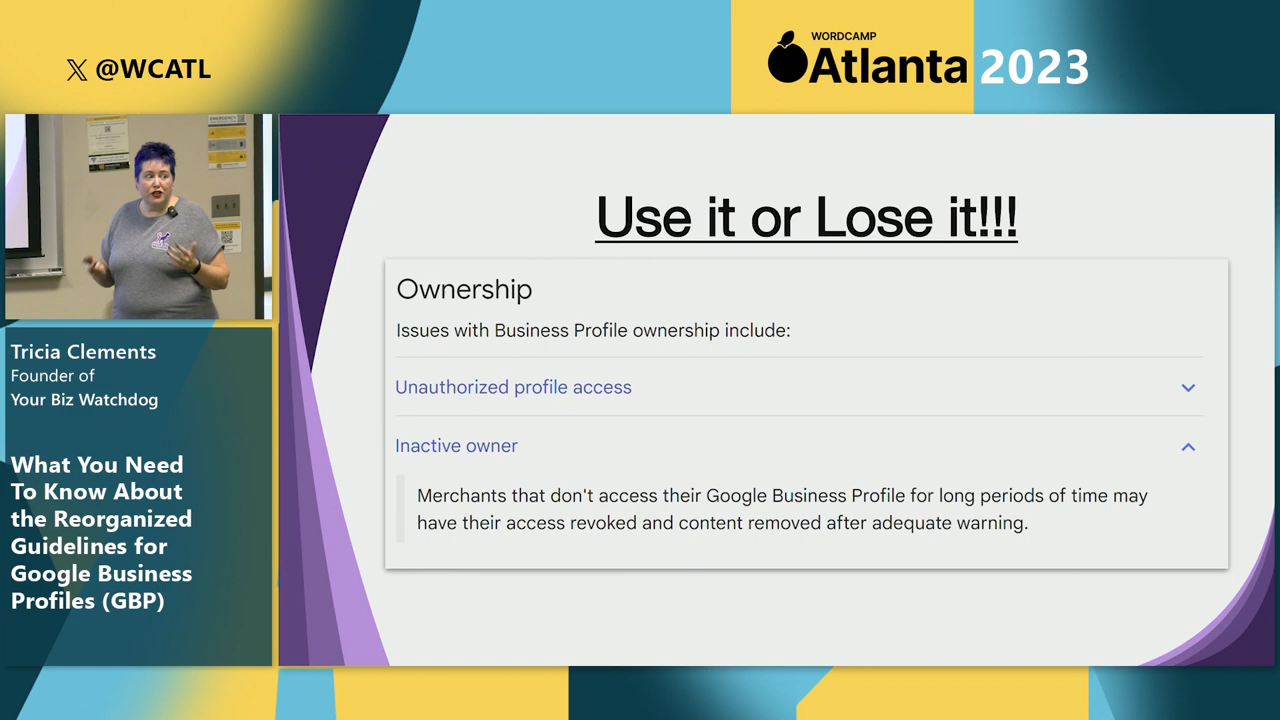 𝕏 @WCATL
WORDCAMP
Atlanta 2023
EMERGENCY
Tricia Clements
Founder of
Your Biz Watchdog
What You Need
To Know About
the Reorganized
Guidelines for
Google Business
Profiles (GBP)
Use it or Lose it!!!
Ownership
Issues with Business Profile ownership include:
Unauthorized profile access
Inactive owner
Merchants that don't access their Google Business Profile for long periods of time may
have their access revoked and content removed after adequate warning.